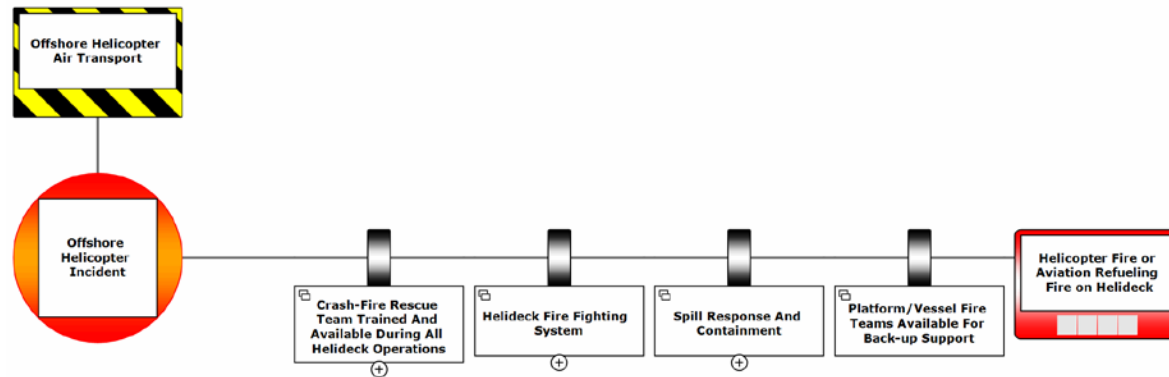 Offshore Helicopter
Air Transport
Offshore
Helicopter
Incident
Crash-Fire Rescue
Team Trained And
Available During All
Helideck Operations
Helideck Fire Fighting
System
Spill Response And
Containment
Platform/Vessel Fire
Teams Available For
Back-up Support
Helicopter Fire or
Aviation Refueling
Fire on Helideck